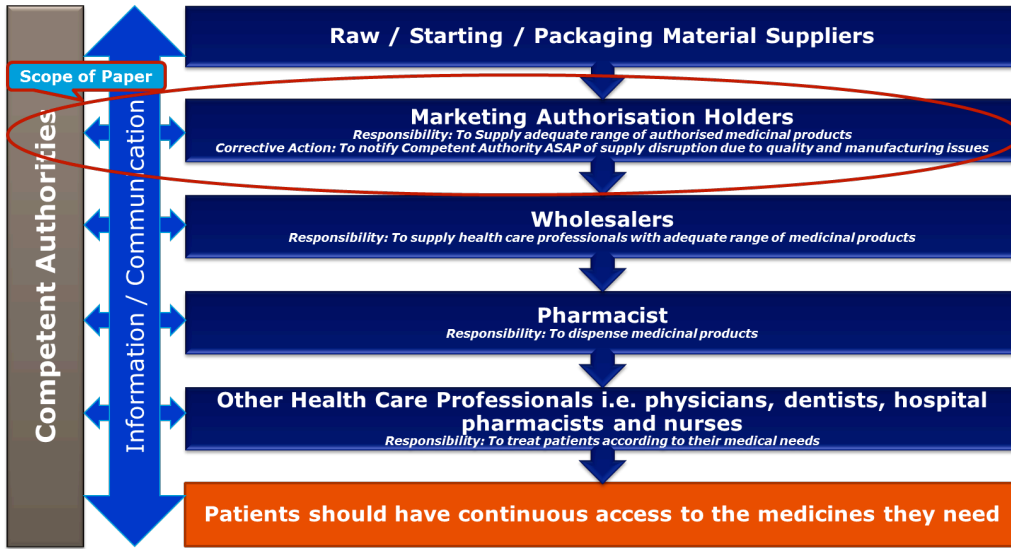 Raw / Starting / Packaging Material Suppliers
Scope of Paper
Marketing Authorisation Holders
Responsibility: To Supply adequate range of authorised medicinal products
Corrective Action: To notify Competent Authority ASAP of supply disruption due to quality and manufacturing issues
Wholesalers
Responsibility: To supply health care professionals with adequate range of medicinal products
Pharmacist
Responsibility: To dispense medicinal products
Other Health Care Professionals i.e. physicians, dentists, hospital
pharmacists and nurses
Responsibility: To treat patients according to their medical needs
Patients should have continuous access to the medicines they need
Competent Authorities
Information / Communication